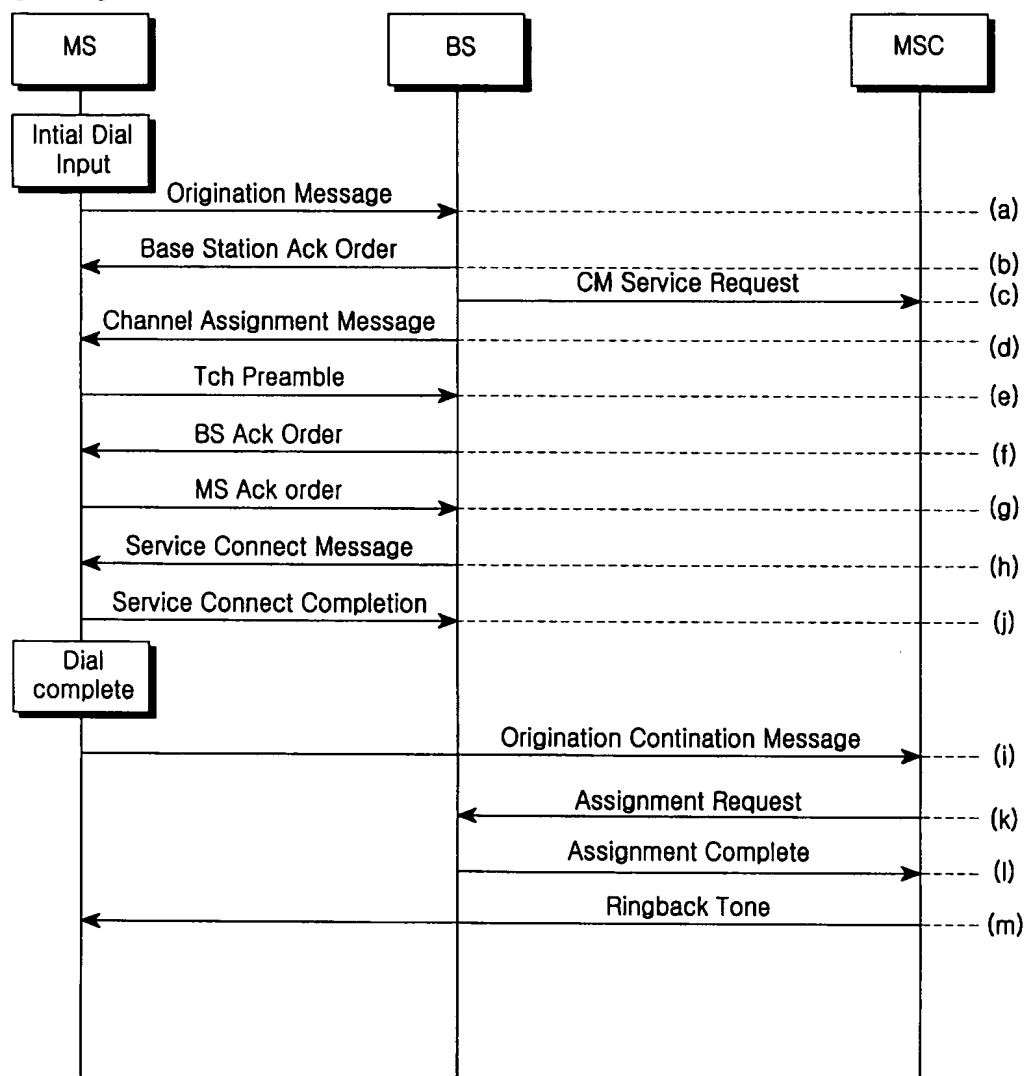 MS
BS
MSC
Intial Dial
Input
Origination Message
(a)
Base Station Ack Order
(b)
CM Service Request
(c)
Channel Assignment Message
(d)
Tch Preamble
(e)
BS Ack Order
(f)
MS Ack order
(g)
Service Connect Message
(h)
Service Connect Completion
(j)
Dial
complete
Origination Contination Message
(i)
Assignment Request
(k)
Assignment Complete
(l)
Ringback Tone
(m)